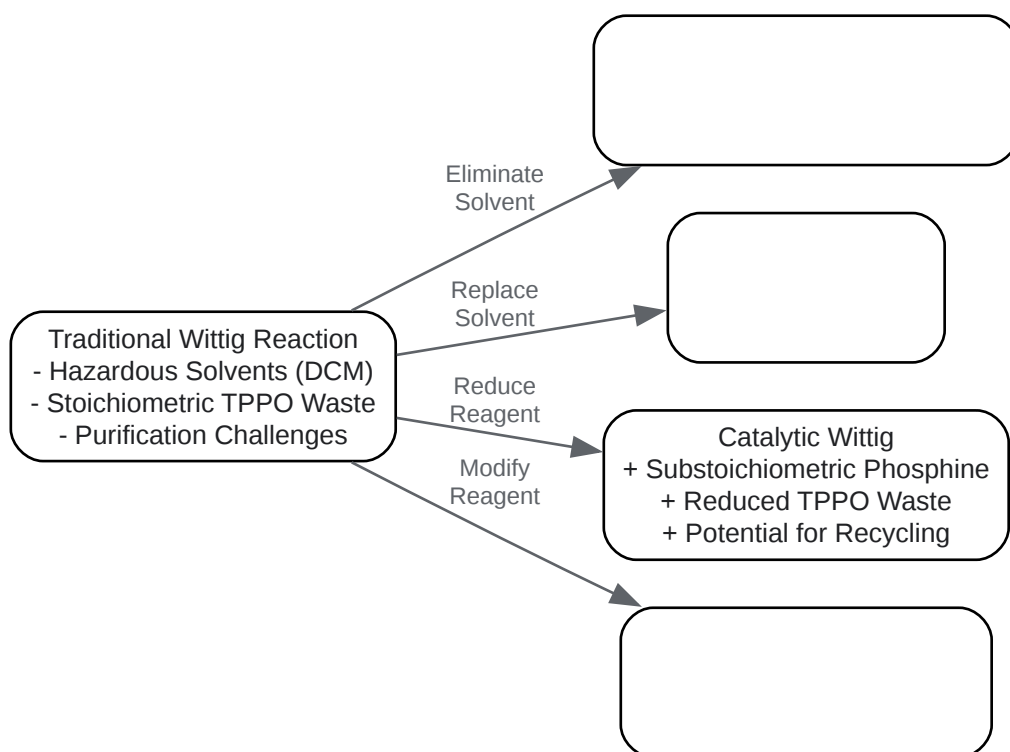 Eliminate
Solvent
Replace
Solvent
Traditional Wittig Reaction
- Hazardous Solvents (DCM)
- Stoichiometric TPPO Waste
- Purification Challenges
Reduce
Reagent
Catalytic Wittig
+ Substoichiometric Phosphine
+ Reduced TPPO Waste
+ Potential for Recycling
Modify
Reagent